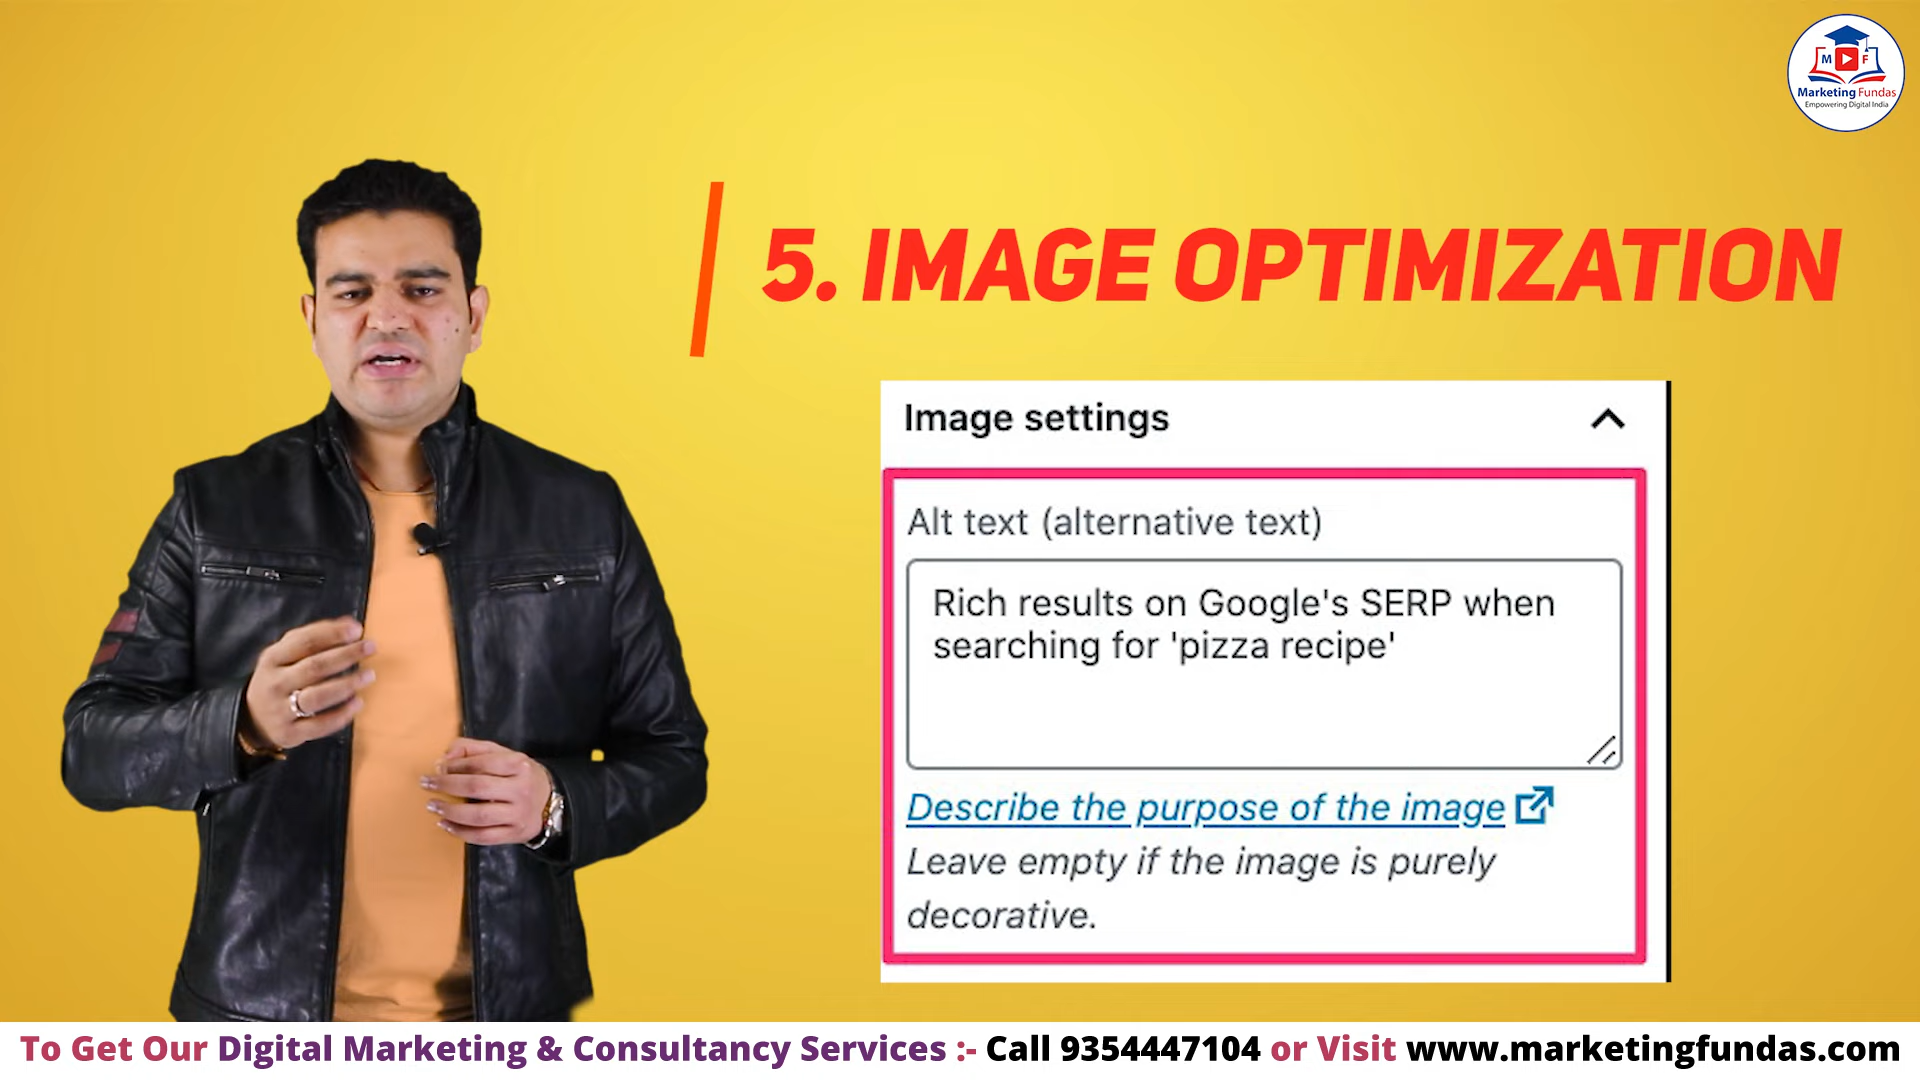 M F
Marketing Fundas
Empowering Digital India
5. IMAGE OPTIMIZATION
Image settings
Alt text (alternative text)
Rich results on Google's SERP when
searching for 'pizza recipe'
Describe the purpose of the image
Leave empty if the image is purely
decorative.
To Get Our Digital Marketing & Consultancy Services :- Call 9354447104 or Visit www.marketingfundas.com